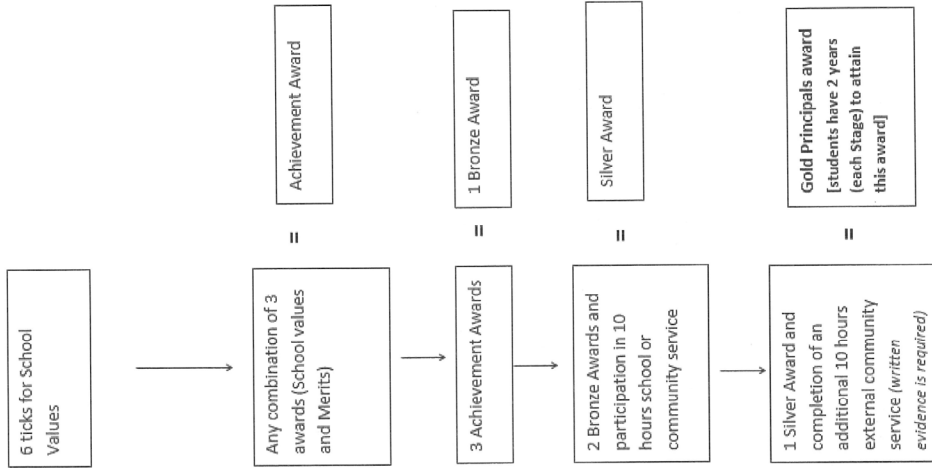 6 ticks for School
Values
Any combination of 3
awards (School values
and Merits)
=
Achievement Award
3 Achievement Awards
=
1 Bronze Award
2 Bronze Awards and
participation in 10
hours school or
community service
=
Silver Award
1 Silver Award and
completion of an
additional 10 hours
external community
service (written
evidence is required)
=
Gold Principals award
[students have 2 years
(each Stage) to attain
this award]